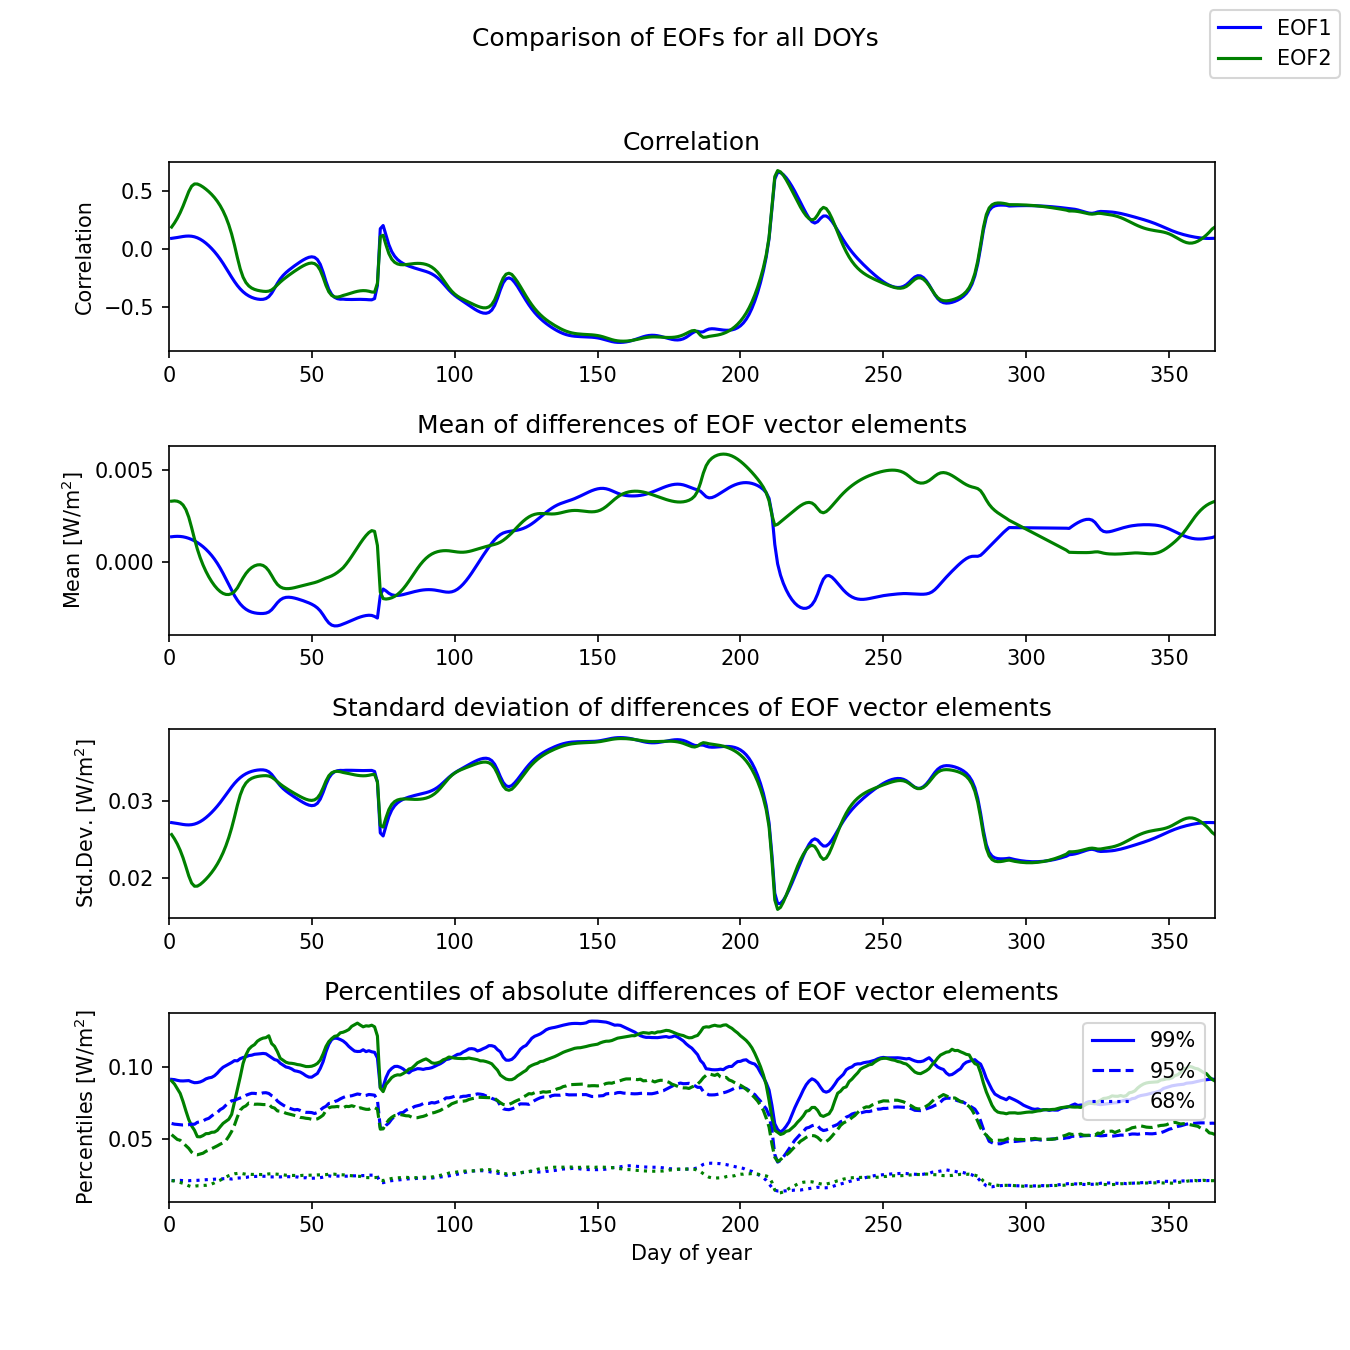 Comparison of EOFs for all DOYs
EOF1
EOF2
Correlation
Correlation
0.5
0.0
−0.5
0 50 100 150 200 250 300 350
Mean of differences of EOF vector elements
Mean [W/m²]
0.005
0.000
0 50 100 150 200 250 300 350
Standard deviation of differences of EOF vector elements
Std.Dev. [W/m²]
0.03
0.02
0 50 100 150 200 250 300 350
Percentiles of absolute differences of EOF vector elements
Percentiles [W/m²]
0.10
0.05
99%
95%
68%
0 50 100 150 200 250 300 350
Day of year